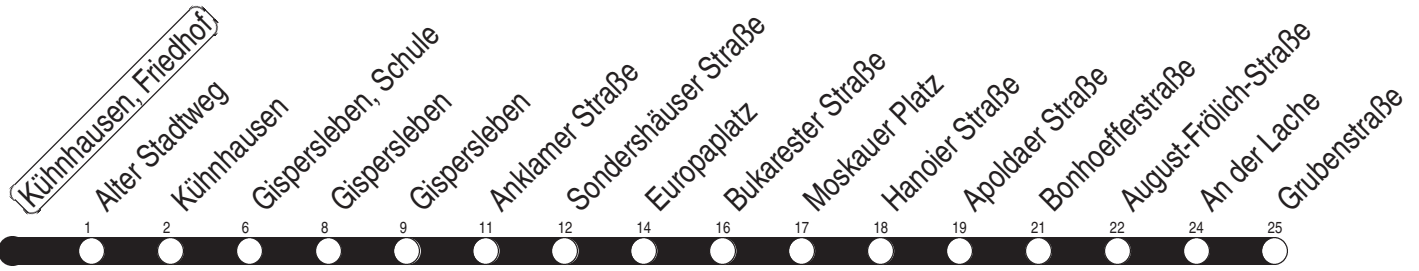 Kühnhausen, Friedhof
Alter Stadtweg
Kühnhausen
Gispersleben, Schule
Gispersleben
Gispersleben
Anklamer Straße
Sondershäuser Straße
Europaplatz
Bukarester Straße
Moskauer Platz
Hanoier Straße
Apoldaer Straße
Bonhoefferstraße
August-Frölich-Straße
An der Lache
Grubenstraße
1 2 6 8 9 11 12 14 16 17 18 19 21 22 24 25